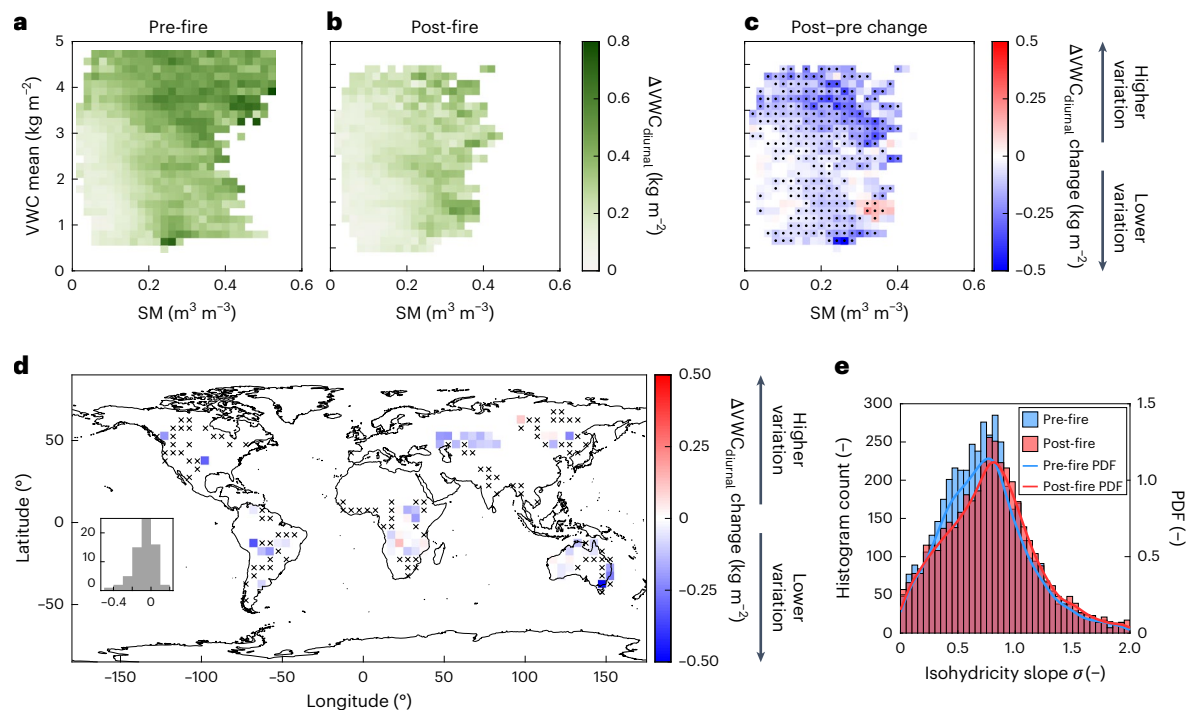 a
Pre-fire
b
Post-fire
c
Post–pre change
VWC mean (kg m⁻²)
5
4
3
2
1
0
0
0.2
0.4
0.6
SM (m³ m⁻³)
0
0.2
0.4
0.6
SM (m³ m⁻³)
0.8
0.6
0.4
0.2
0
ΔVWCdiurnal (kg m⁻²)
0
0.2
0.4
0.6
SM (m³ m⁻³)
0.5
0.25
0
−0.25
−0.5
ΔVWCdiurnal change (kg m⁻²)
Higher
variation
Lower
variation
d
Latitude (°)
50
0
−50
20
10
0
−0.4
0
−150
−100
−50
0
50
100
150
Longitude (°)
0.50
0.25
0
−0.25
−0.50
ΔVWCdiurnal change (kg m⁻²)
Higher
variation
Lower
variation
e
Histogram count (–)
300
250
200
150
100
50
0
Pre-fire
Post-fire
Pre-fire PDF
Post-fire PDF
1.5
1.0
0.5
0
PDF (–)
0
0.5
1.0
1.5
2.0
Isohydricity slope σ (–)